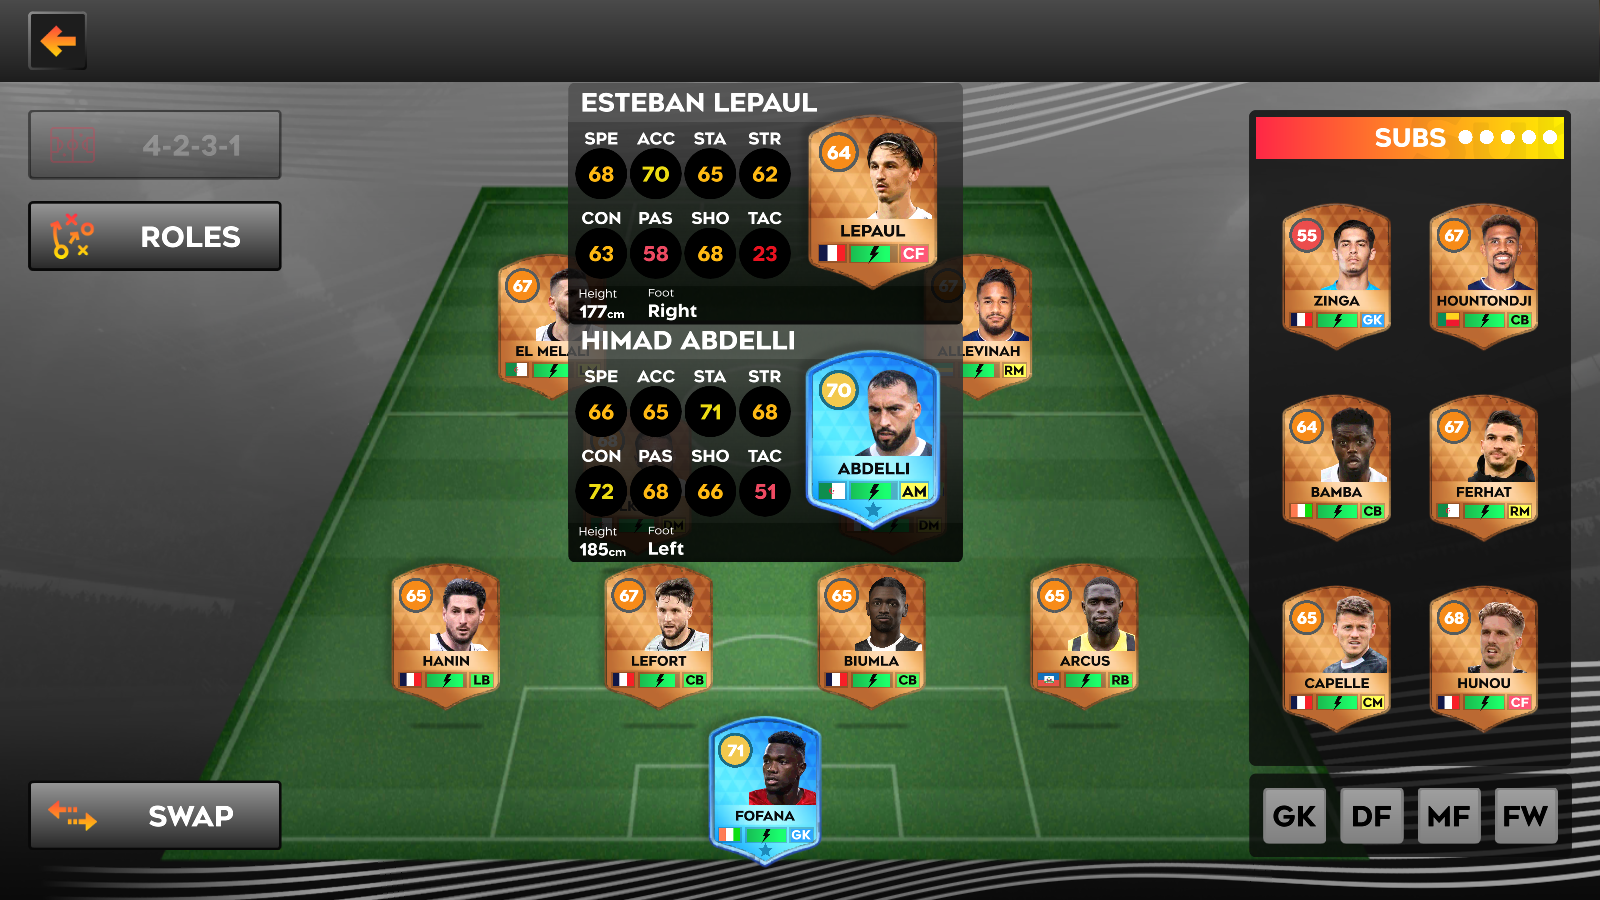 4-2-3-1
ROLES
SWAP
ESTEBAN LEPAUL
SPE ACC STA STR
68 70 65 62
CON PAS SHO TAC
63 58 68 23
Height Foot
177cm Right
64
LEPAUL
CF
HIMAD ABDELLI
SPE ACC STA STR
66 65 71 68
CON PAS SHO TAC
72 68 66 51
Height Foot
185cm Left
70
ABDELLI
AM
67
EL MELALI
67
ALLEVINAH
RM
68
DM
DM
65
HANIN
LB
67
LEFORT
CB
65
BIUMLA
CB
65
ARCUS
RB
71
FOFANA
GK
SUBS
55
ZINGA
GK
67
HOUNTONDJI
CB
64
BAMBA
CB
67
FERHAT
RM
65
CAPELLE
CM
68
HUNOU
CF
GK DF MF FW